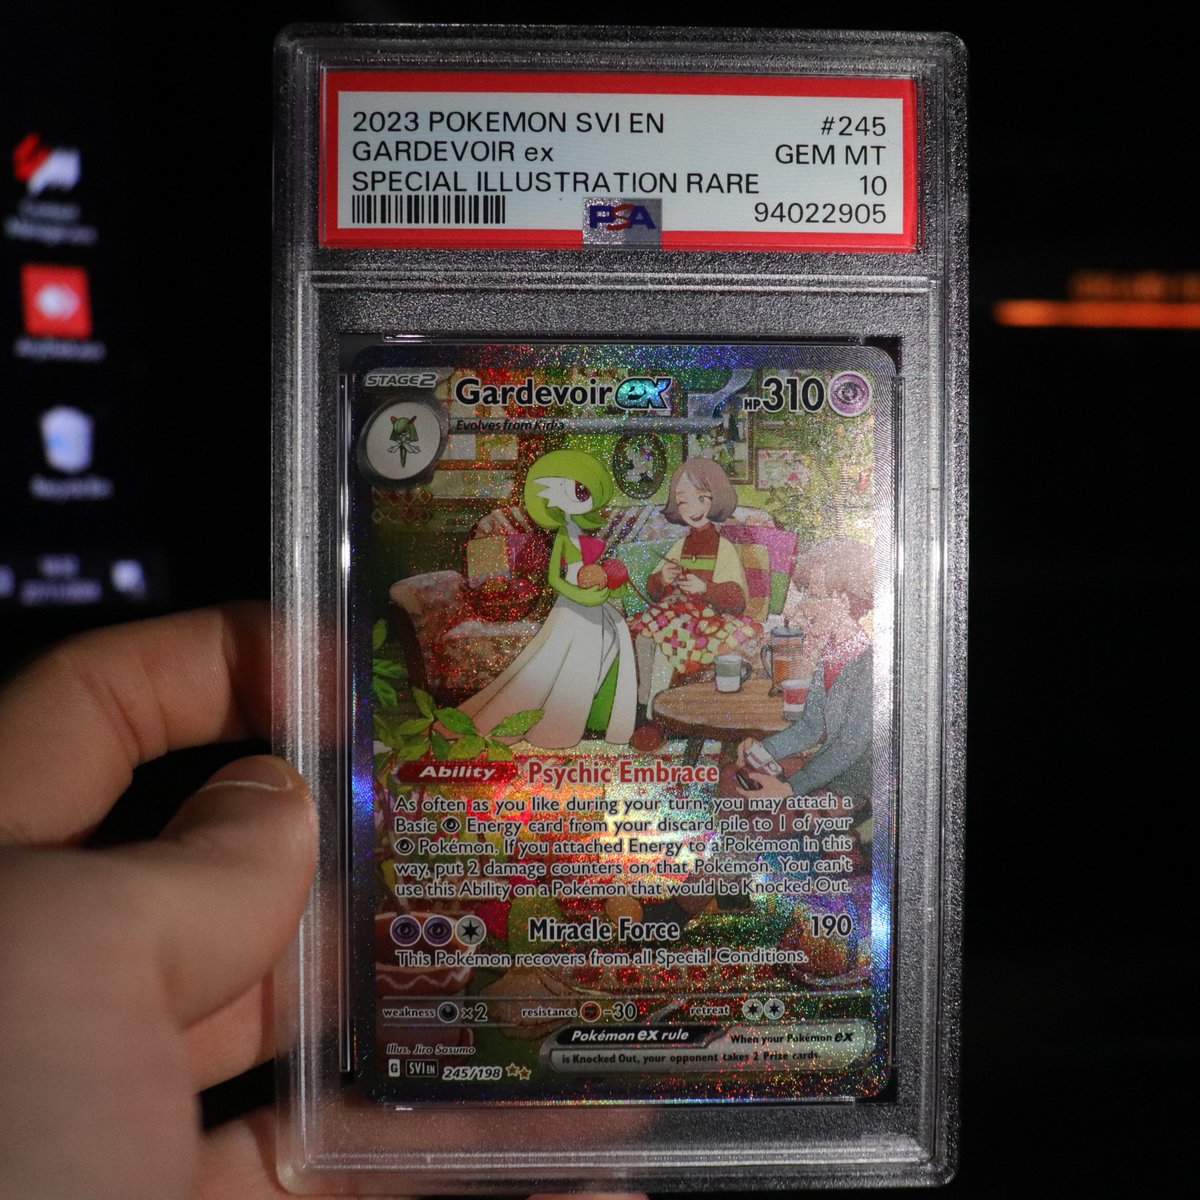 2023 POKEMON SVI EN #245
GARDEVOIR ex GEM MT
SPECIAL ILLUSTRATION RARE 10
PSA 94022905
STAGE2 Gardevoir ex HP 310
Evolves from Kirlia
Ability Psychic Embrace
As often as you like during your turn, you may attach a
Basic Energy card from your discard pile to 1 of your
Pokémon. If you attached Energy to a Pokémon in this
way, put 2 damage counters on that Pokémon. You can't
use this Ability on a Pokémon that would be Knocked Out.
Miracle Force 190
This Pokémon recovers from all Special Conditions.
weakness ×2 resistance -30 retreat
Pokémon ex rule When your Pokémon ex
is Knocked Out, your opponent takes 2 Prize cards.
Illus. Jiro Sasumo
G SVI EN 245/198
Recycle Bin